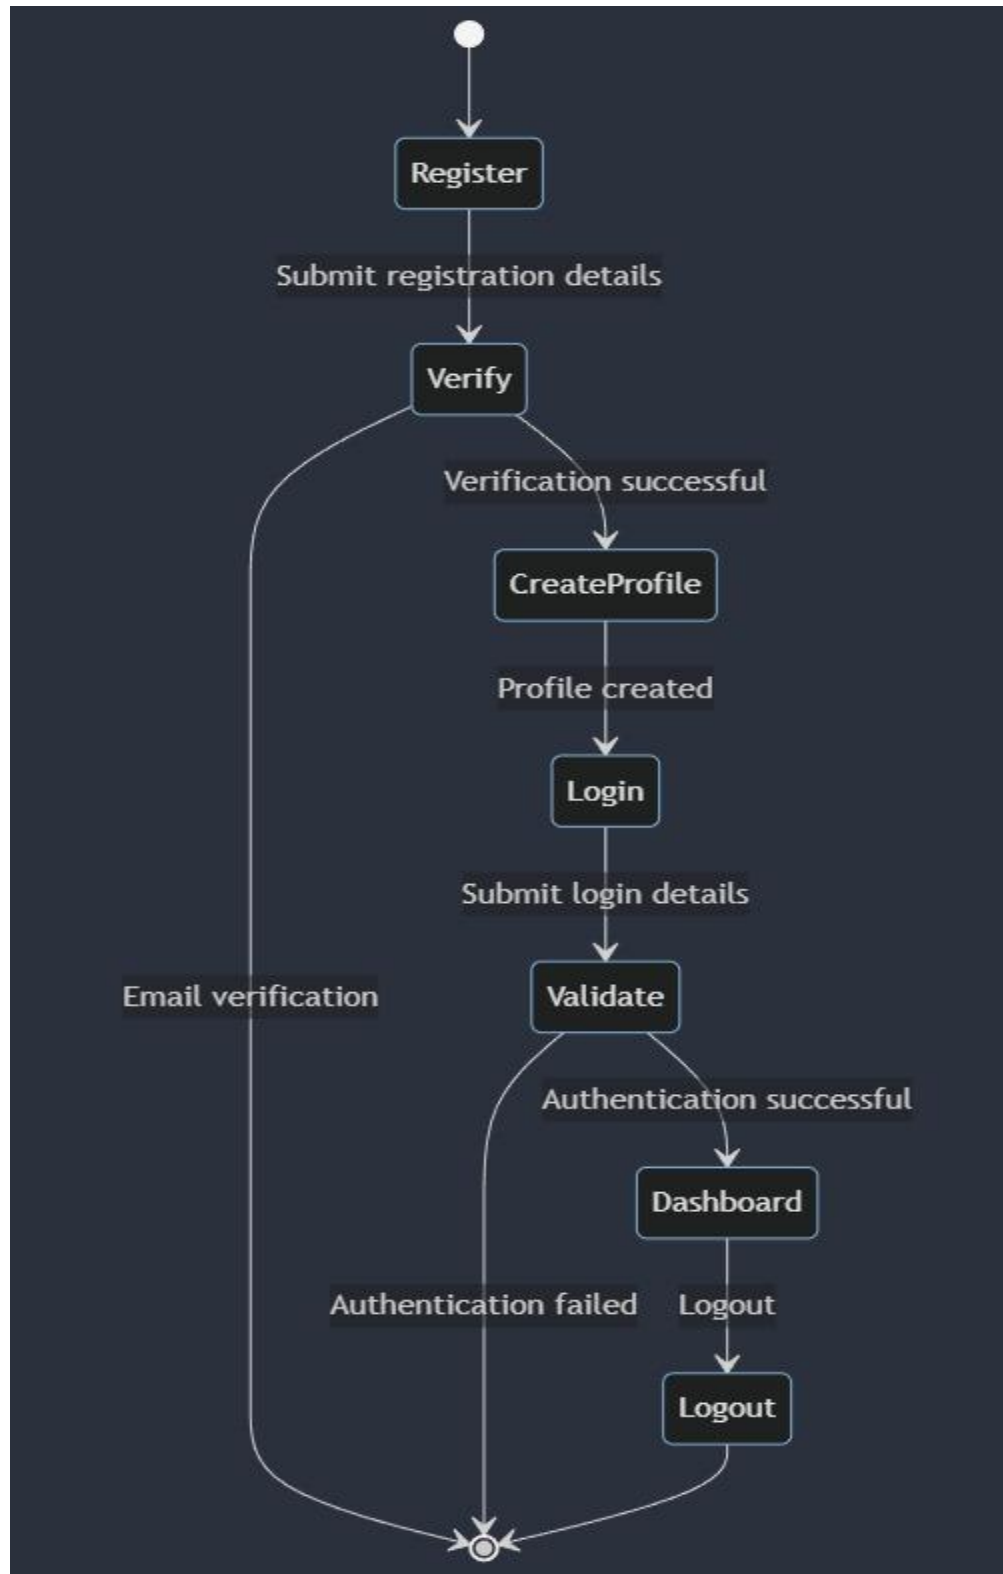 Register
Submit registration details
Verify
Verification successful
CreateProfile
Profile created
Login
Submit login details
Validate
Email verification
Authentication successful
Dashboard
Authentication failed
Logout
Logout